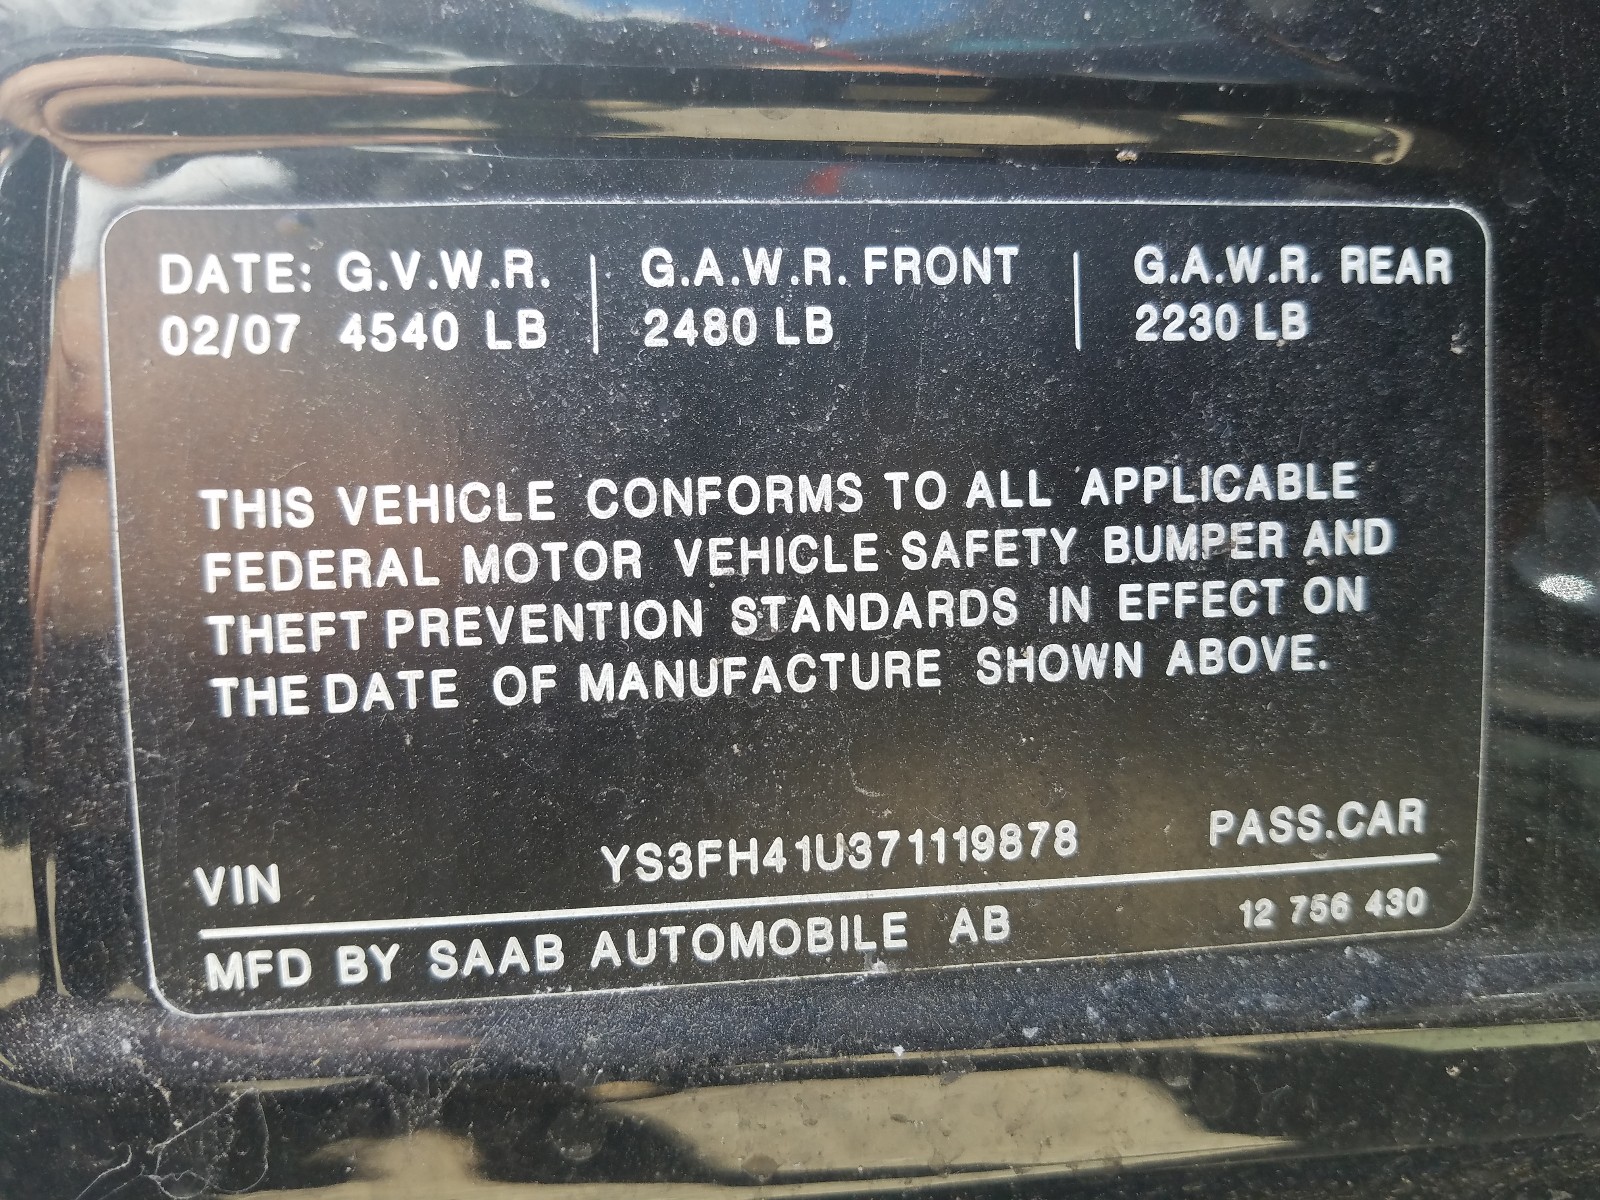 DATE: G.V.W.R. | G.A.W.R. FRONT | G.A.W.R. REAR
02/07 4540 LB | 2480 LB | 2230 LB
THIS VEHICLE CONFORMS TO ALL APPLICABLE
FEDERAL MOTOR VEHICLE SAFETY BUMPER AND
THEFT PREVENTION STANDARDS IN EFFECT ON
THE DATE OF MANUFACTURE SHOWN ABOVE.
VIN YS3FH41U371119878 PASS.CAR
MFD BY SAAB AUTOMOBILE AB 12 756 430